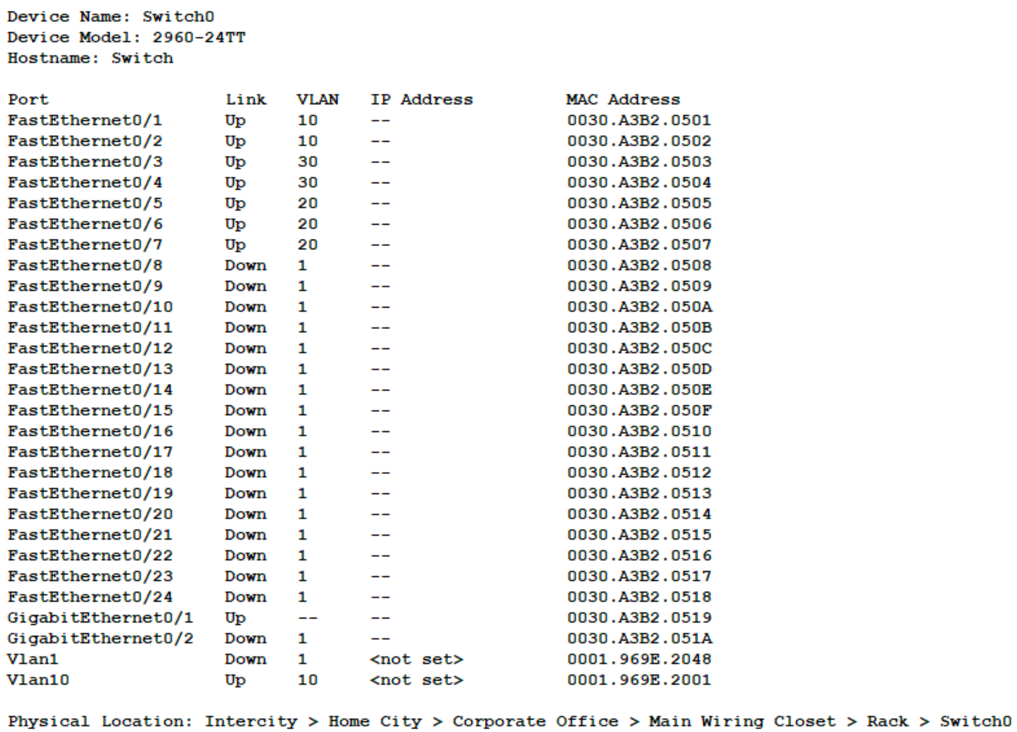 Device Name: Switch0
Device Model: 2960-24TT
Hostname: Switch
Port Link VLAN IP Address MAC Address
FastEthernet0/1 Up 10 -- 0030.A3B2.0501
FastEthernet0/2 Up 10 -- 0030.A3B2.0502
FastEthernet0/3 Up 30 -- 0030.A3B2.0503
FastEthernet0/4 Up 30 -- 0030.A3B2.0504
FastEthernet0/5 Up 20 -- 0030.A3B2.0505
FastEthernet0/6 Up 20 -- 0030.A3B2.0506
FastEthernet0/7 Up 20 -- 0030.A3B2.0507
FastEthernet0/8 Down 1 -- 0030.A3B2.0508
FastEthernet0/9 Down 1 -- 0030.A3B2.0509
FastEthernet0/10 Down 1 -- 0030.A3B2.050A
FastEthernet0/11 Down 1 -- 0030.A3B2.050B
FastEthernet0/12 Down 1 -- 0030.A3B2.050C
FastEthernet0/13 Down 1 -- 0030.A3B2.050D
FastEthernet0/14 Down 1 -- 0030.A3B2.050E
FastEthernet0/15 Down 1 -- 0030.A3B2.050F
FastEthernet0/16 Down 1 -- 0030.A3B2.0510
FastEthernet0/17 Down 1 -- 0030.A3B2.0511
FastEthernet0/18 Down 1 -- 0030.A3B2.0512
FastEthernet0/19 Down 1 -- 0030.A3B2.0513
FastEthernet0/20 Down 1 -- 0030.A3B2.0514
FastEthernet0/21 Down 1 -- 0030.A3B2.0515
FastEthernet0/22 Down 1 -- 0030.A3B2.0516
FastEthernet0/23 Down 1 -- 0030.A3B2.0517
FastEthernet0/24 Down 1 -- 0030.A3B2.0518
GigabitEthernet0/1 Up -- -- 0030.A3B2.0519
GigabitEthernet0/2 Down 1 -- 0030.A3B2.051A
Vlan1 Down 1 <not set> 0001.969E.2048
Vlan10 Up 10 <not set> 0001.969E.2001
Physical Location: Intercity > Home City > Corporate Office > Main Wiring Closet > Rack > Switch0